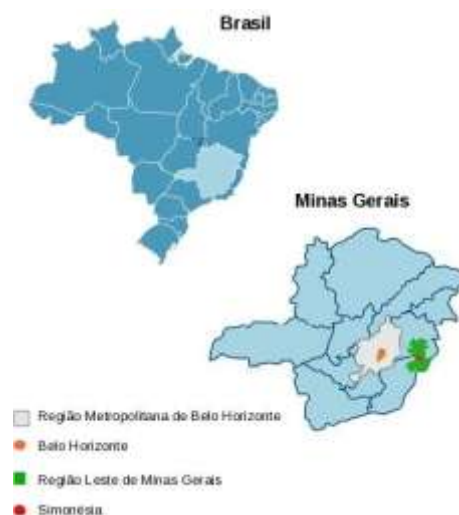 Brasil
Minas Gerais
Região Metropolitana de Belo Horizonte
Belo Horizonte
Região Leste de Minas Gerais
Simonésia